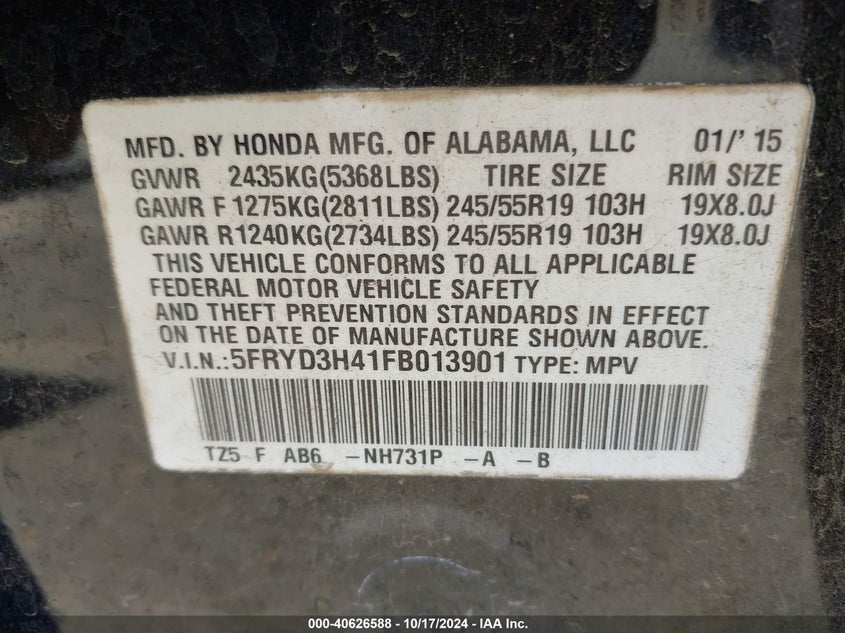 MFD. BY HONDA MFG. OF ALABAMA, LLC 01/'15
GVWR 2435KG(5368LBS) TIRE SIZE RIM SIZE
GAWR F 1275KG(2811LBS) 245/55R19 103H 19X8.0J
GAWR R1240KG(2734LBS) 245/55R19 103H 19X8.0J
THIS VEHICLE CONFORMS TO ALL APPLICABLE
FEDERAL MOTOR VEHICLE SAFETY
AND THEFT PREVENTION STANDARDS IN EFFECT
ON THE DATE OF MANUFACTURE SHOWN ABOVE.
V.I.N.:5FRYD3H41FB013901 TYPE: MPV
TZ5 F AB6 -NH731P -A -B
000-40626588 - 10/17/2024 - IAA Inc.